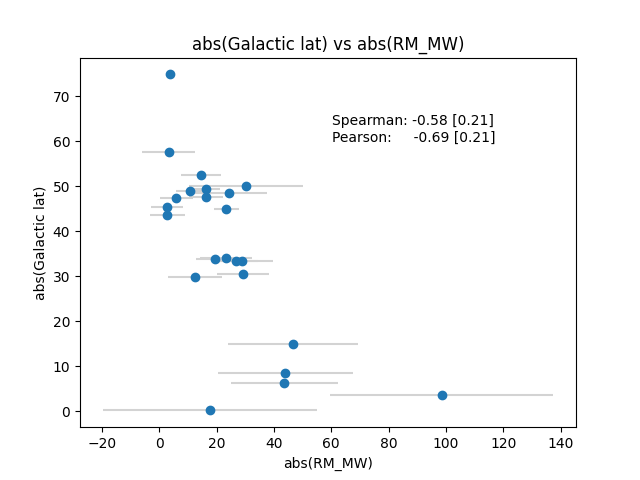 abs(Galactic lat) vs abs(RM_MW)
Spearman: -0.58 [0.21]
Pearson: -0.69 [0.21]
abs(Galactic lat)
70
60
50
40
30
20
10
0
−20 0 20 40 60 80 100 120 140
abs(RM_MW)